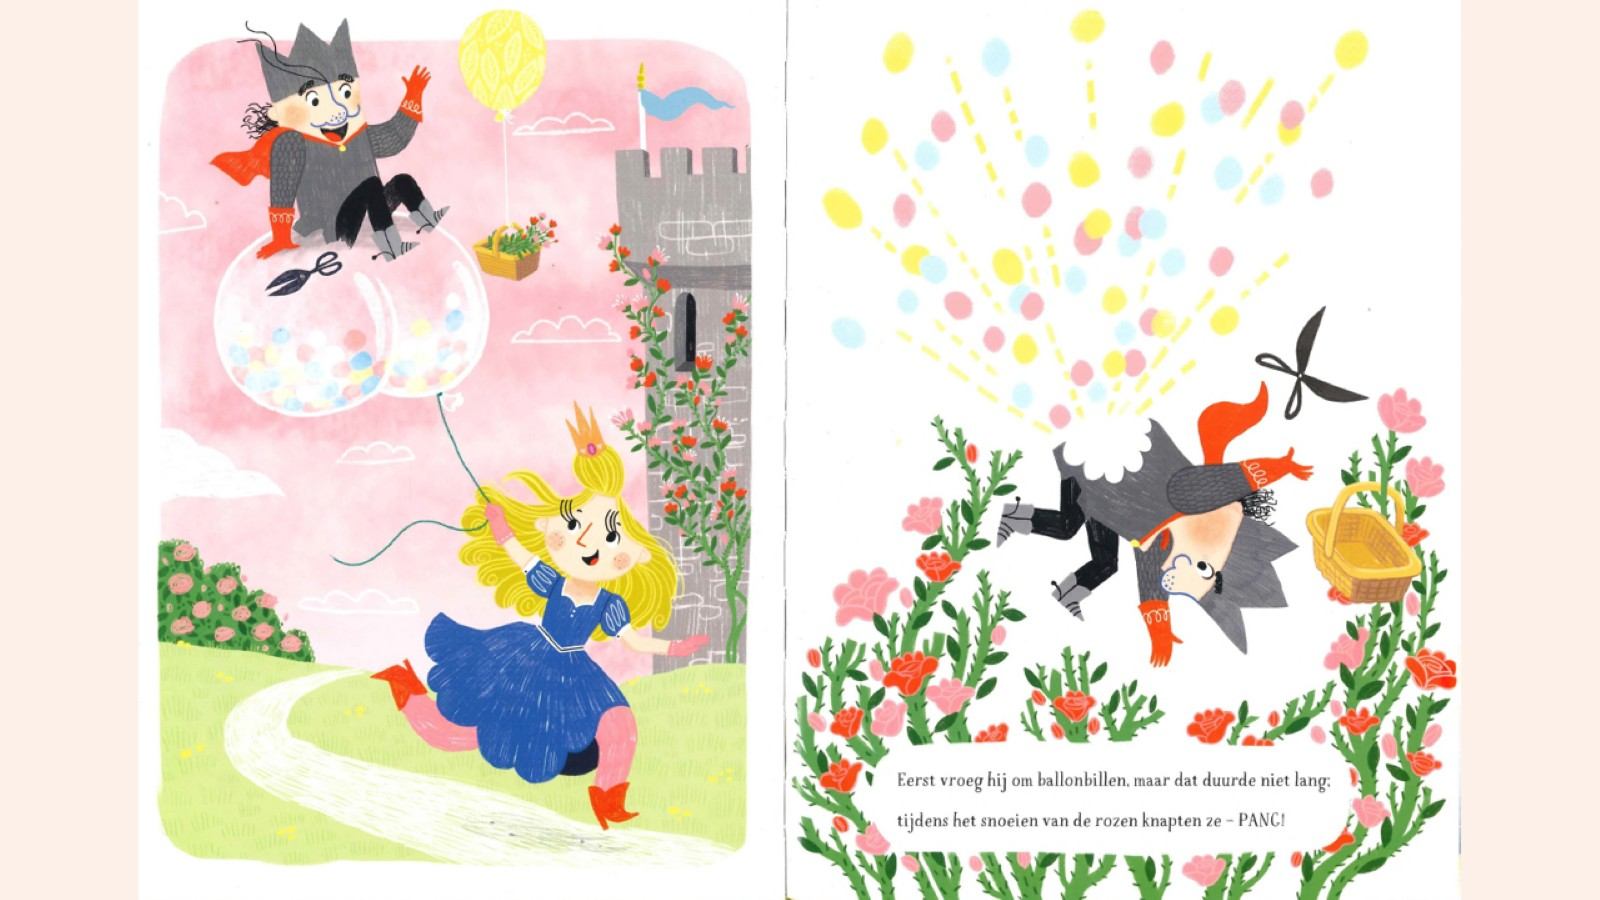 Eerst vroeg hij om ballonbillen, maar dat duurde niet lang;
tijdens het snoeien van de rozen knapten ze – PANG!